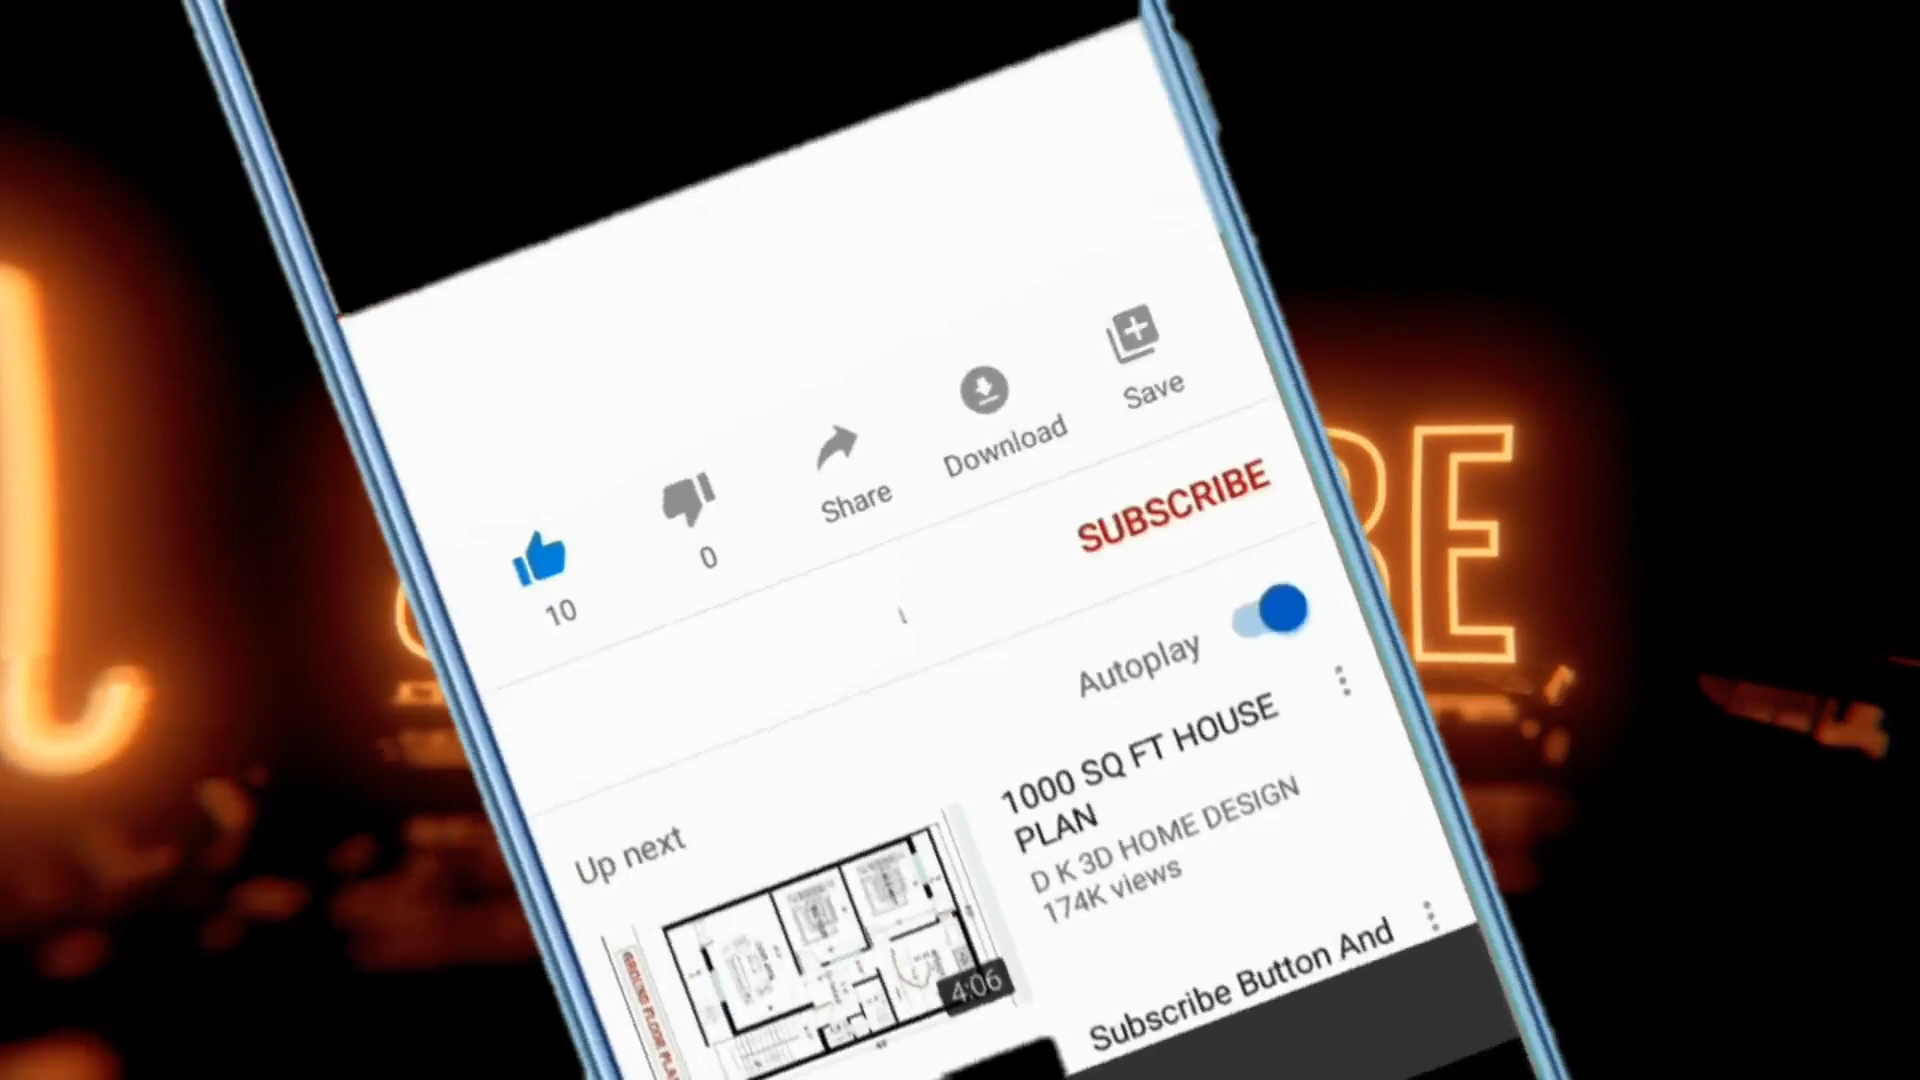 Save
Download
Share
0
10
SUBSCRIBE
BE
Autoplay
Up next
1000 SQ FT HOUSE
PLAN
D K 3D HOME DESIGN
174K views
4:06
Subscribe Button And